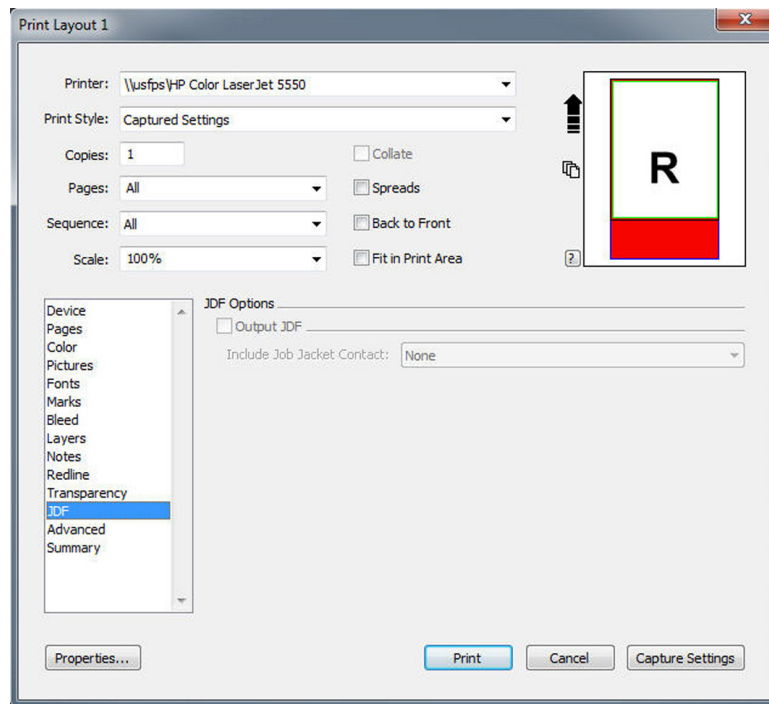 Print Layout 1
Printer: \\usfps\HP Color LaserJet 5550
Print Style: Captured Settings
Copies: 1 Collate
Pages: All Spreads
Sequence: All Back to Front
Scale: 100% Fit in Print Area
R
?
Device
Pages
Color
Pictures
Fonts
Marks
Bleed
Layers
Notes
Redline
Transparency
JDF
Advanced
Summary
JDF Options
Output JDF
Include Job Jacket Contact: None
Properties... Print Cancel Capture Settings